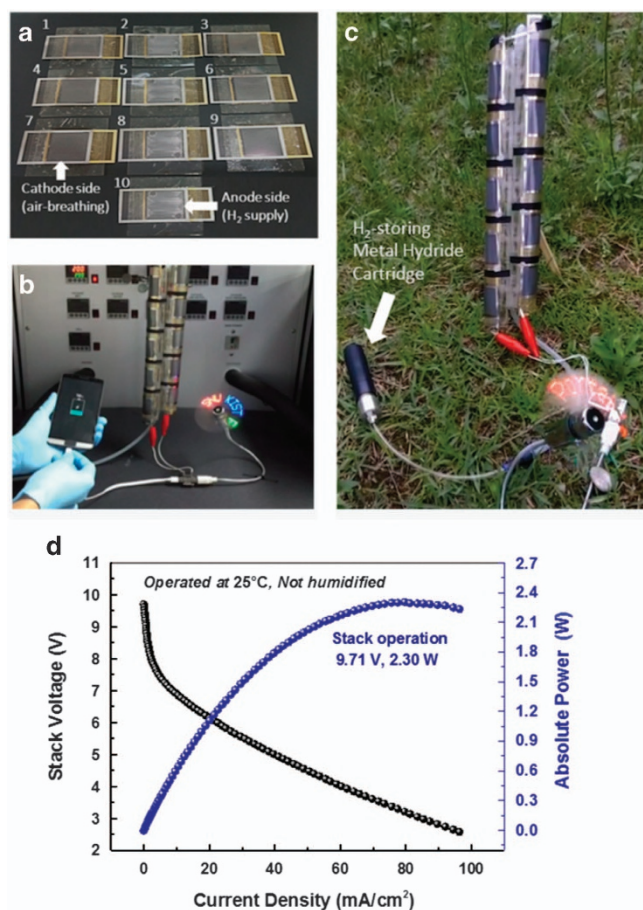 a
1
2
3
4
5
6
7
8
9
10
Cathode side
(air-breathing)
Anode side
(H₂ supply)
b
SNU
KIST
c
H₂-storing
Metal Hydride
Cartridge
d
Operated at 25°C, Not humidified
Stack operation
9.71 V, 2.30 W
Stack Voltage (V)
11
10
9
8
7
6
5
4
3
2
Absolute Power (W)
2.7
2.4
2.1
1.8
1.5
1.2
0.9
0.6
0.3
0.0
0 20 40 60 80 100
Current Density (mA/cm²)